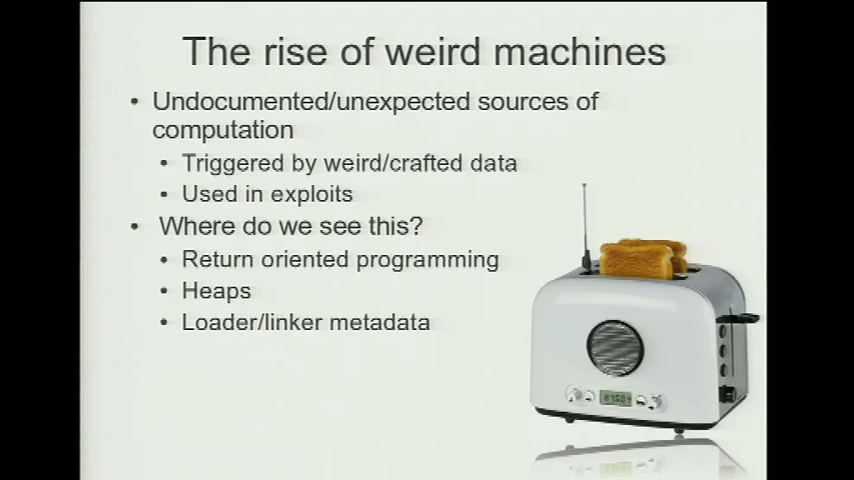 The rise of weird machines
• Undocumented/unexpected sources of
computation
• Triggered by weird/crafted data
• Used in exploits
• Where do we see this?
• Return oriented programming
• Heaps
• Loader/linker metadata